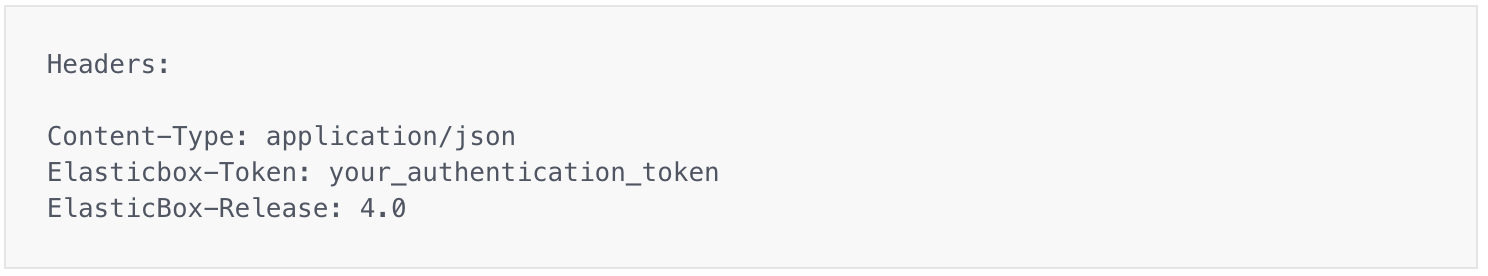 Headers:
Content-Type: application/json
Elasticbox-Token: your_authentication_token
ElasticBox-Release: 4.0